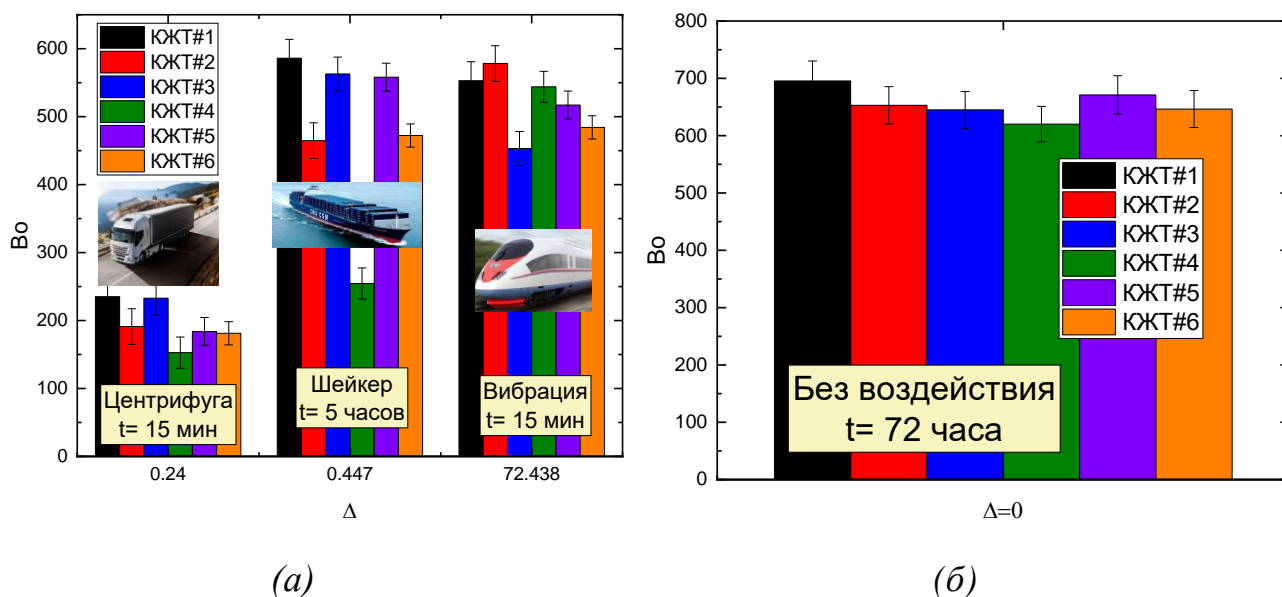 600
500
400
300
200
100
0
Bo
КЖТ#1
КЖТ#2
КЖТ#3
КЖТ#4
КЖТ#5
КЖТ#6
Центрифуга
t= 15 мин
Шейкер
t= 5 часов
Вибрация
t= 15 мин
0.24 0.447 72.438
Δ
(а)
800
700
600
500
400
300
200
100
0
Bo
КЖТ#1
КЖТ#2
КЖТ#3
КЖТ#4
КЖТ#5
КЖТ#6
Без воздействия
t= 72 часа
Δ=0
(б)